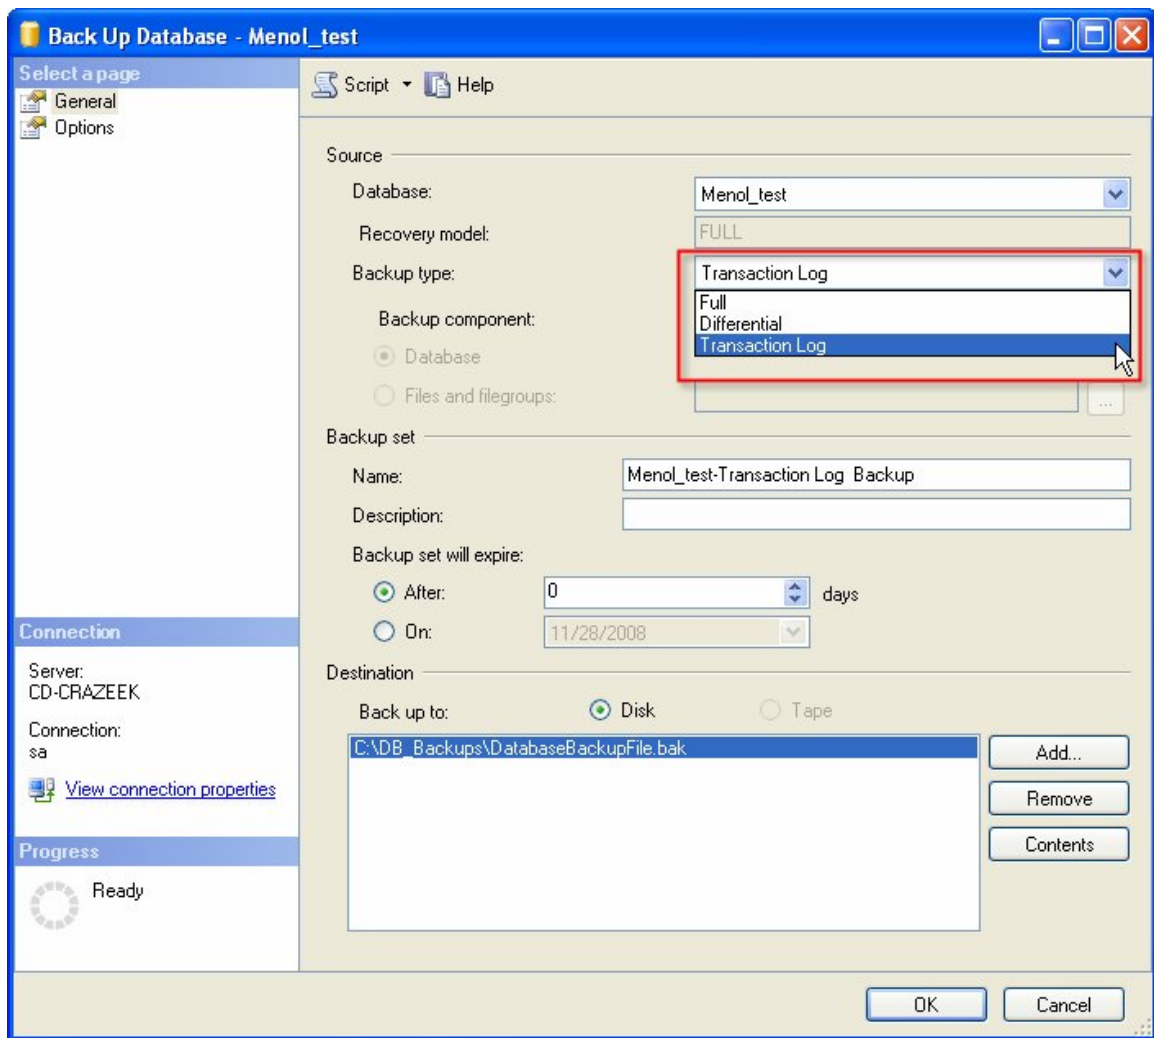 Back Up Database - Menol_test
Select a page
General
Options
Script
Help
Source
Database:
Menol_test
Recovery model:
FULL
Backup type:
Transaction Log
Full
Differential
Transaction Log
Backup component:
Database
Files and filegroups:
...
Backup set
Name:
Menol_test-Transaction Log  Backup
Description:
Backup set will expire:
After:
0
days
On:
11/28/2008
Destination
Back up to:
Disk
Tape
C:\DB_Backups\DatabaseBackupFile.bak
Add...
Remove
Contents
Connection
Server:
CD-CRAZEEK
Connection:
sa
View connection properties
Progress
Ready
OK
Cancel